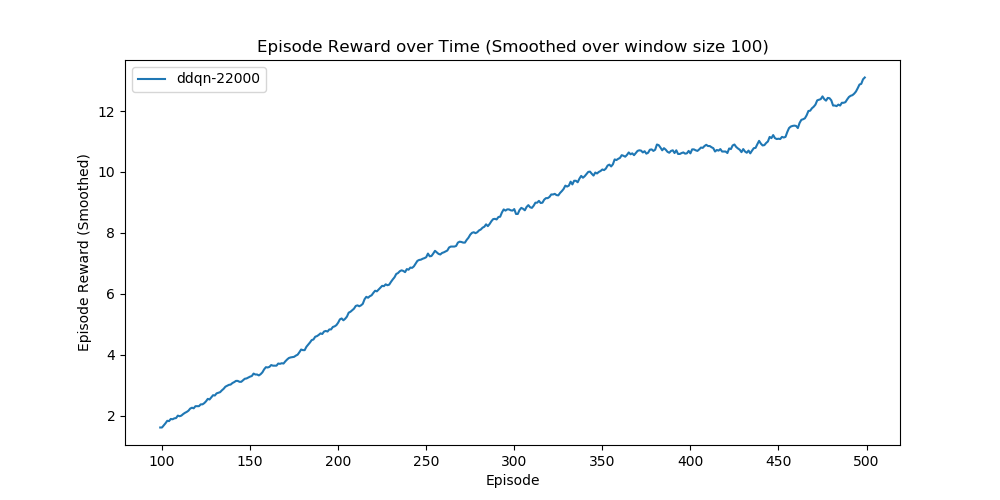 Episode Reward over Time (Smoothed over window size 100)
ddqn-22000
Episode Reward (Smoothed)
12
10
8
6
4
2
100 150 200 250 300 350 400 450 500
Episode